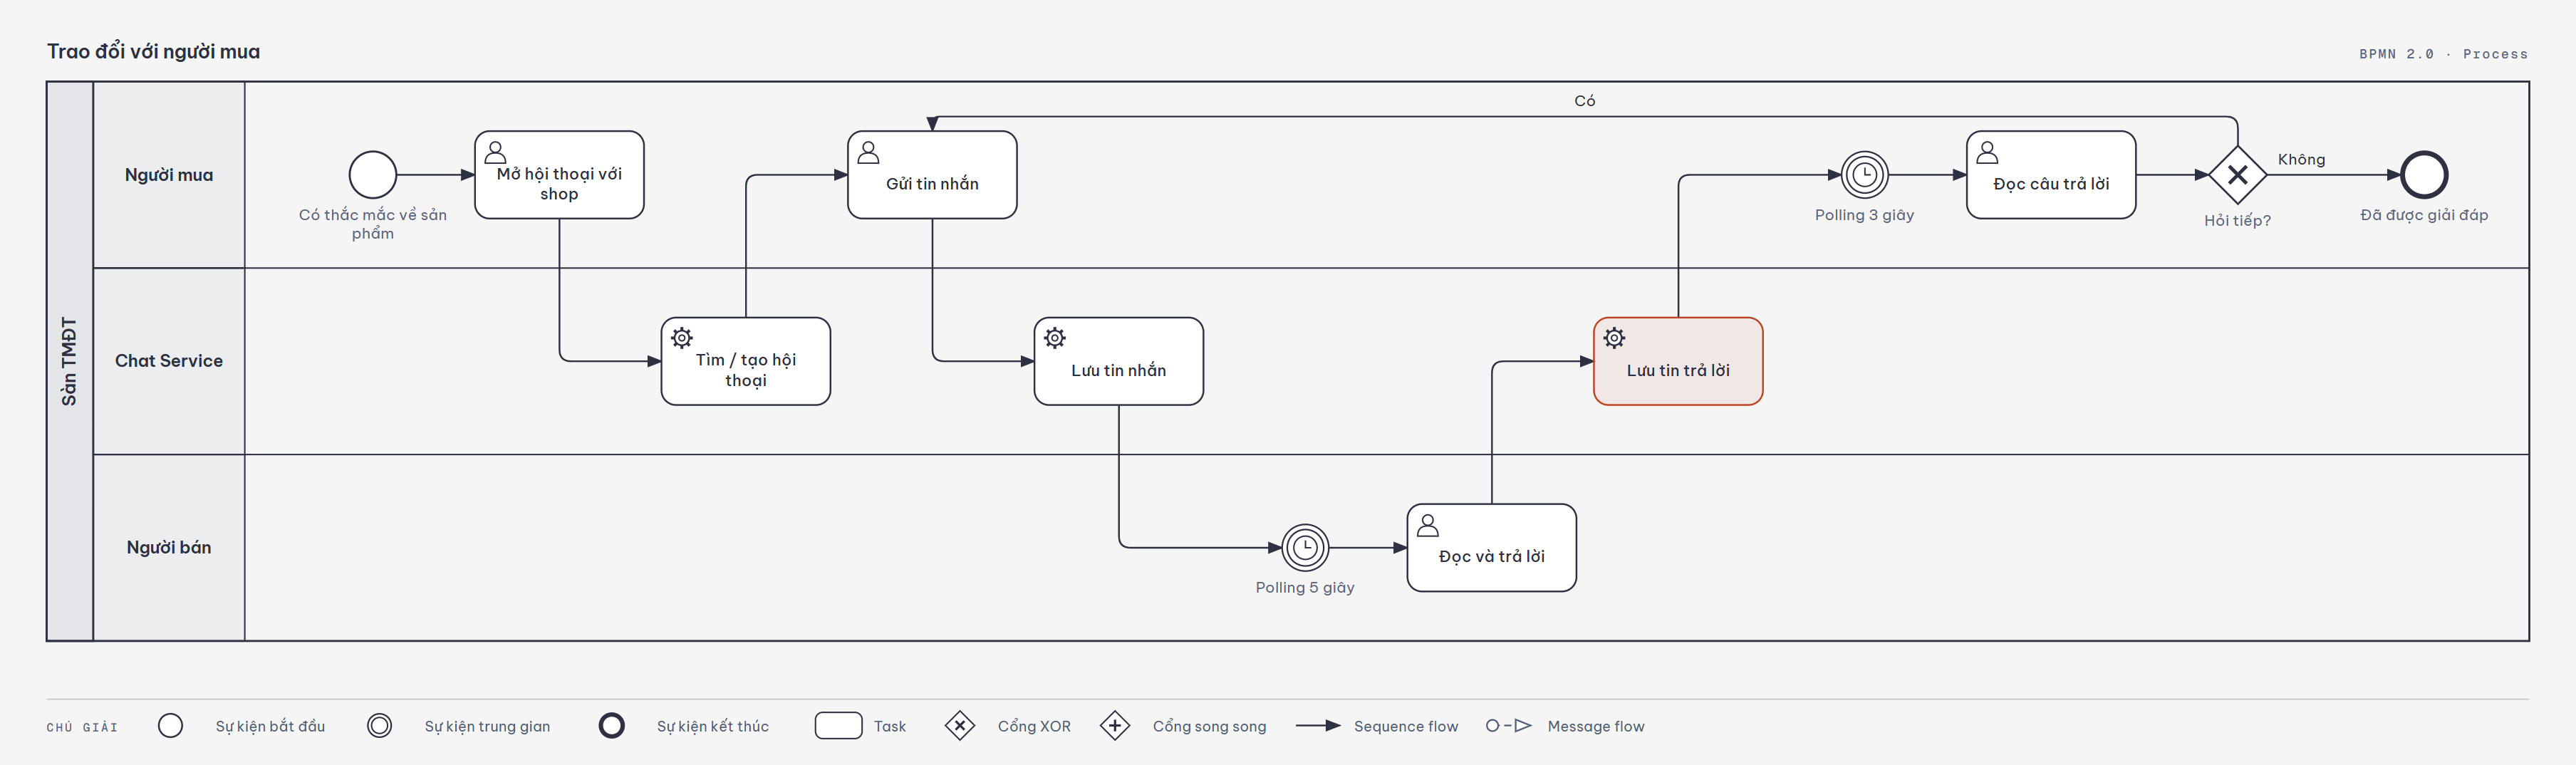 Trao đổi với người mua
BPMN 2.0 · Process
Sàn TMĐT
Người mua
Có thắc mắc về sản
phẩm
Mở hội thoại với
shop
Gửi tin nhắn
Có
Polling 3 giây
Đọc câu trả lời
Hỏi tiếp?
Không
Đã được giải đáp
Chat Service
Tìm / tạo hội
thoại
Lưu tin nhắn
Lưu tin trả lời
Người bán
Polling 5 giây
Đọc và trả lời
CHÚ GIẢI
Sự kiện bắt đầu
Sự kiện trung gian
Sự kiện kết thúc
Task
Cổng XOR
Cổng song song
Sequence flow
Message flow